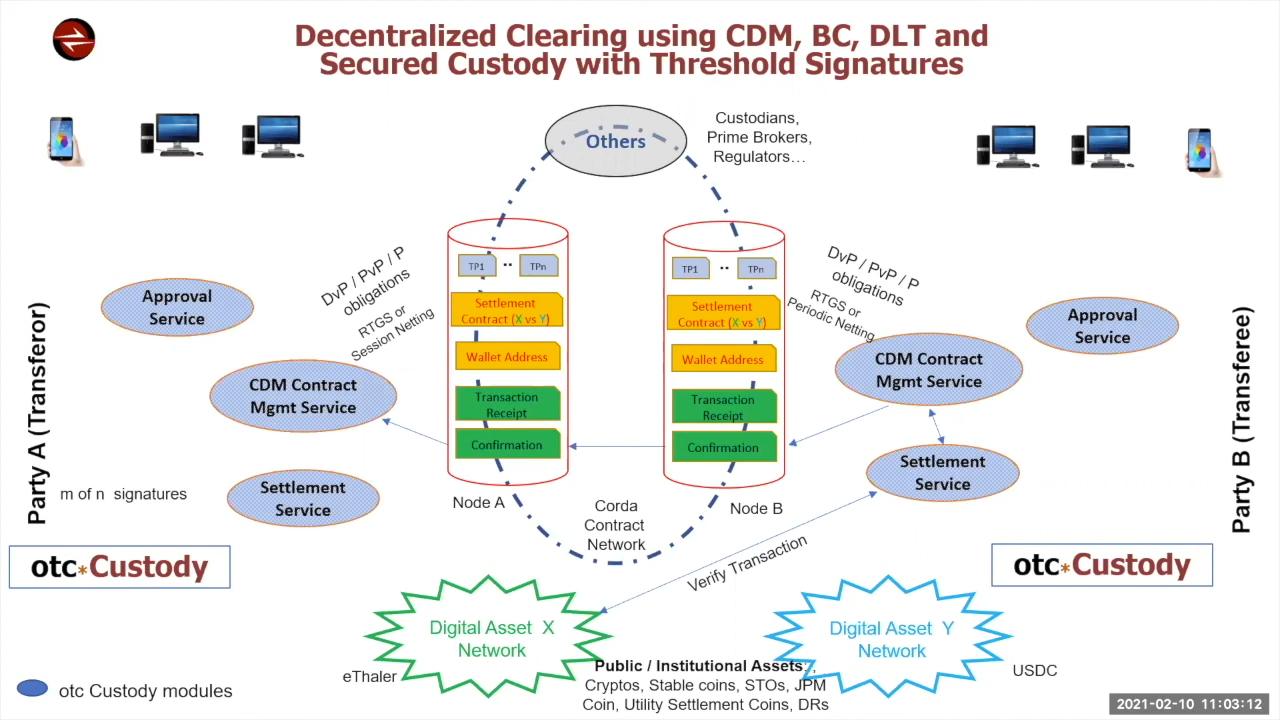 Decentralized Clearing using CDM, BC, DLT and
Secured Custody with Threshold Signatures
Others
Custodians,
Prime Brokers,
Regulators...
DvP / PvP / P
obligations
RTGS or
Session Netting
TP1
..
TPn
Settlement
Contract (X vs Y)
Wallet Address
Transaction
Receipt
Confirmation
Node A
TP1
..
TPn
Settlement
Contract (X vs Y)
Wallet Address
Transaction
Receipt
Confirmation
Node B
DvP / PvP / P
obligations
RTGS or
Periodic Netting
Party A (Transferor)
Approval
Service
CDM Contract
Mgmt Service
Settlement
Service
m of n signatures
otc*Custody
Corda
Contract
Network
Approval
Service
CDM Contract
Mgmt Service
Settlement
Service
Party B (Transferee)
otc*Custody
Verify Transaction
Digital Asset X
Network
eThaler
Digital Asset Y
Network
USDC
Public / Institutional Assets: ,
Cryptos, Stable coins, STOs, JPM
Coin, Utility Settlement Coins, DRs
otc Custody modules
2021-02-10 11:03:12